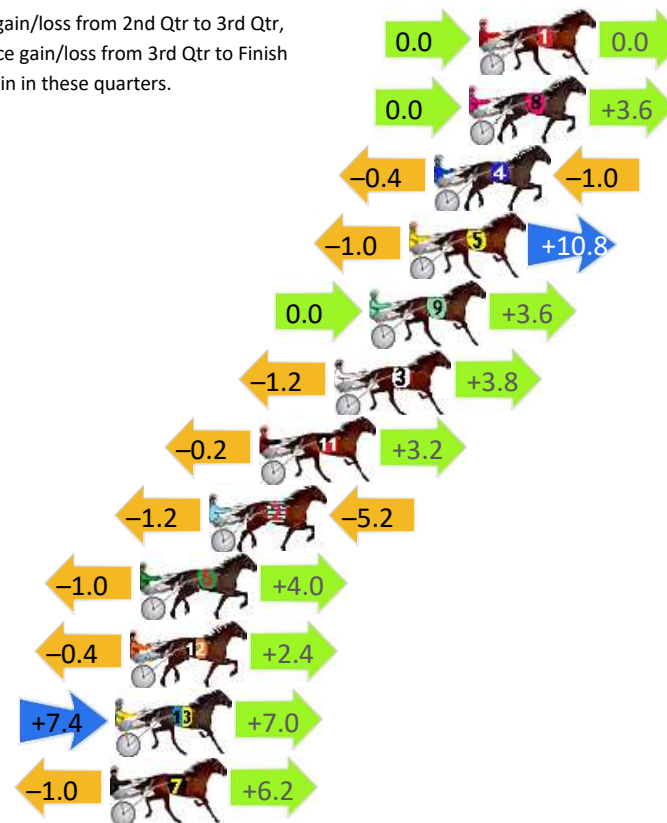 gain/loss from 2nd Qtr to 3rd Qtr,
ce gain/loss from 3rd Qtr to Finish
in in these quarters.
0.0 1 0.0
0.0 8 +3.6
–0.4 4 –1.0
–1.0 5 +10.8
0.0 9 +3.6
–1.2 3 +3.8
–0.2 11 +3.2
–1.2 2 –5.2
–1.0 6 +4.0
–0.4 12 +2.4
+7.4 13 +7.0
–1.0 7 +6.2